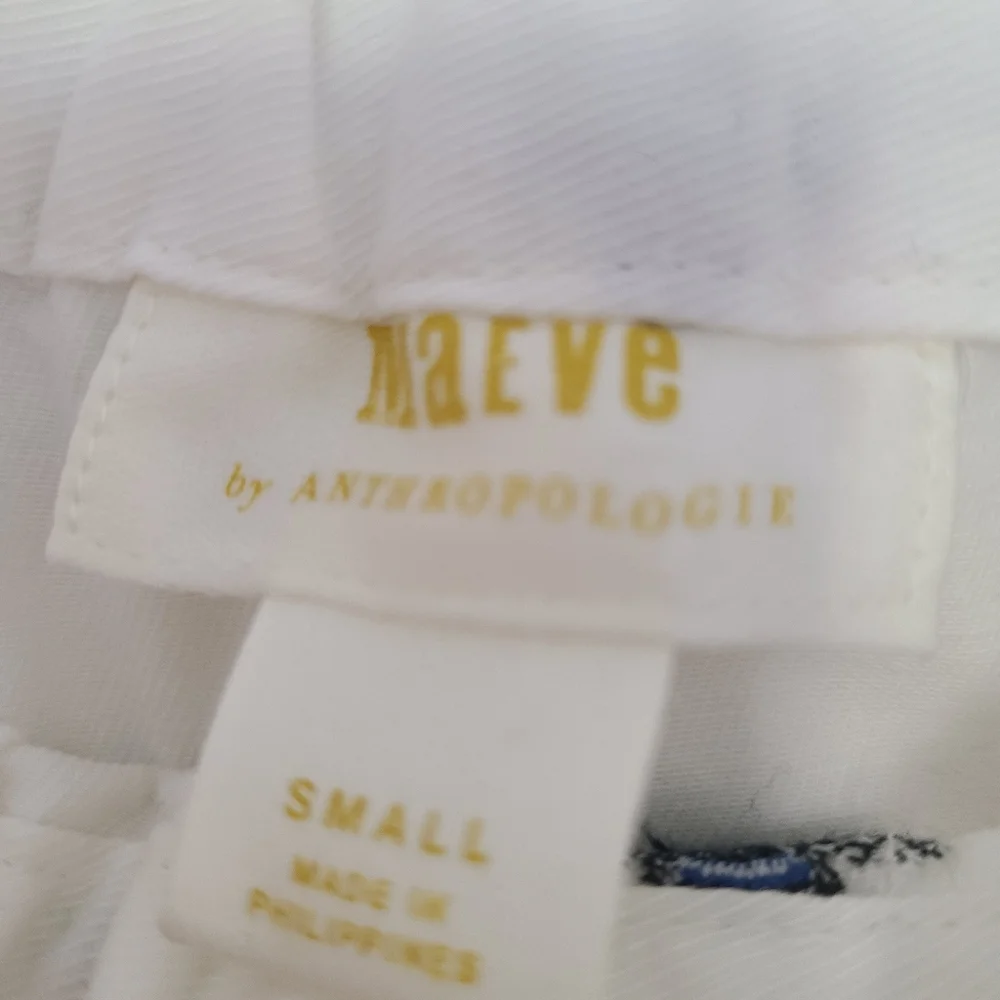 MaEVe
by ANTHROPOLOGIE
SMALL
MADE IN
PHILIPPINES